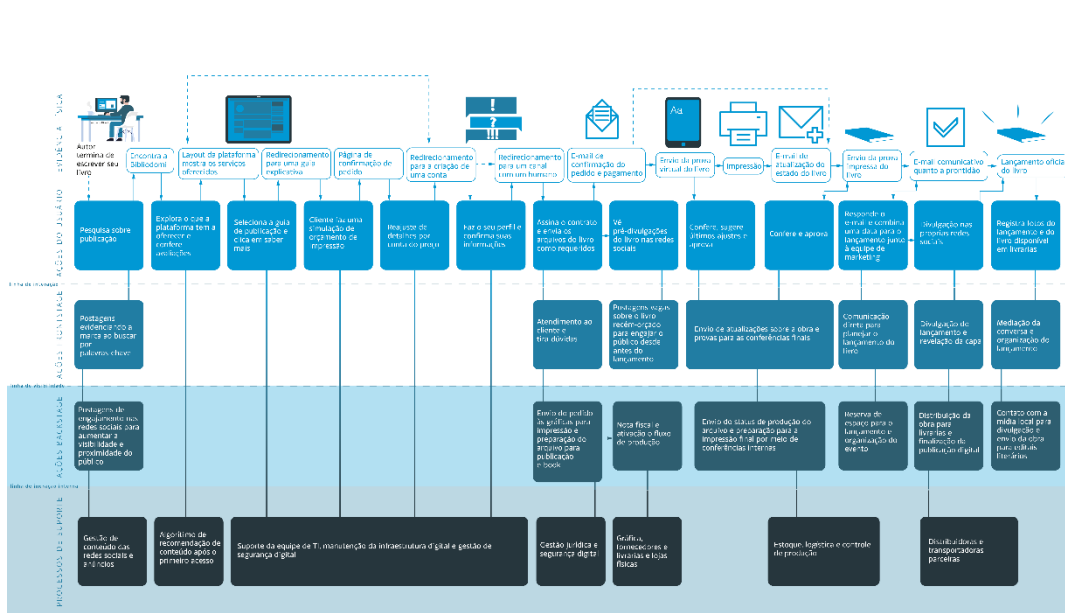 EVIDÊNCIA FÍSICA
Autor
termina de
escrever seu
livro
Encontra a
Bibliodomi
Layout da plataforma
mostra os serviços
oferecidos
Redirecionamento
para uma guia
explicativa
Página de
confirmação de
pedido
Redirecionamento
para a criação de
uma conta
Redirecionamento
para um canal
com um humano
E-mail de
confirmação do
pedido e pagamento
Aa
Envio da prova
virtual do livro
Impressão
E-mail de
atualização do
estado do livro
Envio da prova
impressa do
livro
E-mail comunicativo
quanto a prontidão
Lançamento oficial
do livro
AÇÕES DO USUÁRIO
Pesquisa sobre
publicação
Explora o que a
plataforma tem a
oferecer e
confere
avaliações
Seleciona a guia
de publicação e
clica em saber
mais
Cliente faz uma
simulação de
orçamento de
impressão
Reajuste de
detalhes por
conta do preço
Faz o seu perfil e
confirma suas
informações
Assina o contrato
e envia os
arquivos do livro
como requeridos
Vê
pré-divulgações
do livro nas redes
sociais
Confere, sugere
últimos ajustes e
aprova
Confere e aprova
Responde o
e-mail e combina
uma data para o
lançamento junto
à equipe de
marketing
Divulgação nas
próprias redes
sociais
Registra fotos do
lançamento e do
livro disponível
em livrarias
linha de interação
AÇÕES FRONTSTAGE
Postagens
evidenciando a
marca ao buscar
por
palavras chave
Atendimento ao
cliente e
tira dúvidas
Postagens vagas
sobre o livro
recém-orçado
para engajar o
público desde
antes do
lançamento
Envio de atualizações sobre a obra e
provas para as conferências finais
Comunicação
direta para
planejar o
lançamento do
livro
Divulgação do
lançamento e
revelação da capa
Mediação da
conversa e
organização do
lançamento
linha de visibilidade
AÇÕES BACKSTAGE
Postagens de
engajamento nas
redes sociais para
aumentar a
visibilidade e
proximidade do
público
Envio do pedido
às gráficas para
impressão e
preparação do
arquivo para
publicação
e-book
Nota fiscal e
ativação o fluxo
de produção
Envio do status de produção do
arquivo e preparação para a
impressão final por meio de
conferências internas
Reserva de
espaço para o
lançamento e
organização do
evento
Distribuição da
obra para
livrarias e
finalização da
publicação digital
Contato com a
mídia local para
divulgação e
envio da obra
para editais
literários
linha de interação interna
PROCESSOS DE SUPORTE
Gestão de
conteúdo das
redes sociais e
anúncios
Algoritimo de
recomendação de
conteúdo após o
primeiro acesso
Suporte da equipe de TI, manutenção da infraestrutura digital e gestão de
segurança digital
Gestão jurídica e
segurança digital
Gráfica,
fornecedores e
livrarias e lojas
físicas
Estoque, logística e controle
de produção
Distribuidoras e
transportadoras
parceiras